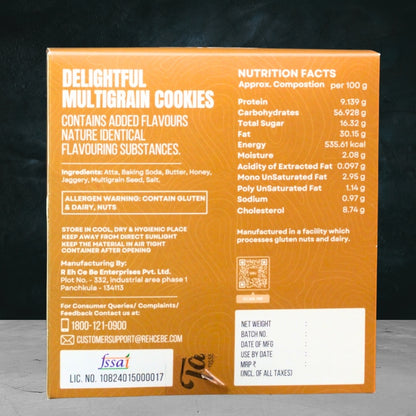 DELIGHTFUL
MULTIGRAIN COOKIES
CONTAINS ADDED FLAVOURS
NATURE IDENTICAL
FLAVOURING SUBSTANCES.
Ingredients: Atta, Baking Soda, Butter, Honey,
Jaggery, Multigrain Seed, Salt,
ALLERGEN WARNING: CONTAIN GLUTEN
& DAIRY, NUTS
STORE IN COOL, DRY & HYGIENIC PLACE
KEEP AWAY FROM DIRECT SUNLIGHT
KEEP THE MATERIAL IN AIR TIGHT
CONTAINER AFTER OPENING
Manufacturing By:
R Eh Ce Be Enterprises Pvt. Ltd.
Plot No. - 332, industrial area phase 1
Panchkula - 134113
For Consumer Queries/ Complaints/
Feedback Contact to
1800-121-0900
CUSTOMERSUPPORT@REHCEBE.COM
fssai
LIC. NO. 10824015000017
NUTRITION FACTS
Approx. Compostion per 100 g
Protein 9.139 g
Carbohydrates 56.928 g
Total Sugar 16.32 g
Fat 30.15 g
Energy 535.61 kcal
Moisture 2.08 g
Acidity of Extracted Fat 0.097 g
Mono UnSaturated Fat 2.95 g
Poly UnSaturated Fat 1.14 g
Sodium 0.97 g
Cholesterol 8.74 g
Manufactured in a facility which
processes gluten nuts and dairy.
SCAN ME
NET WEIGHT :
BATCH NO. :
DATE OF MFG :
USE BY DATE :
MRP ₹ :
(INCL. OF ALL TAXES)